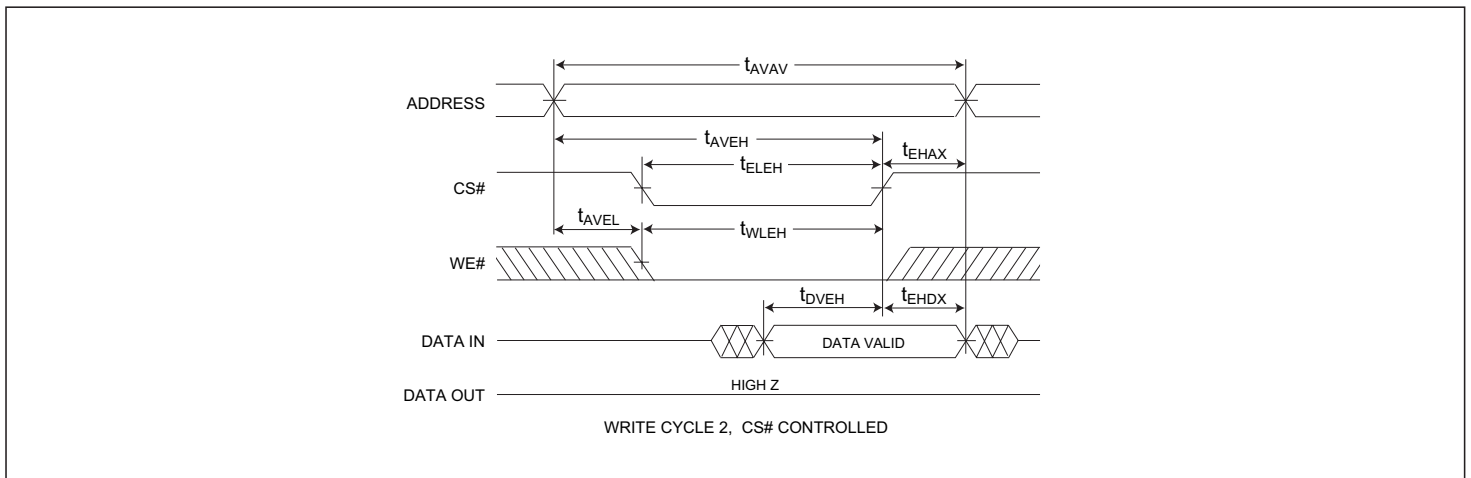 tAVAV
ADDRESS
tAVEH
tEHAX
tELEH
CS#
tAVEL
tWLEH
WE#
tDVEH
tEHDX
DATA IN
DATA VALID
DATA OUT
HIGH Z
WRITE CYCLE 2, CS# CONTROLLED